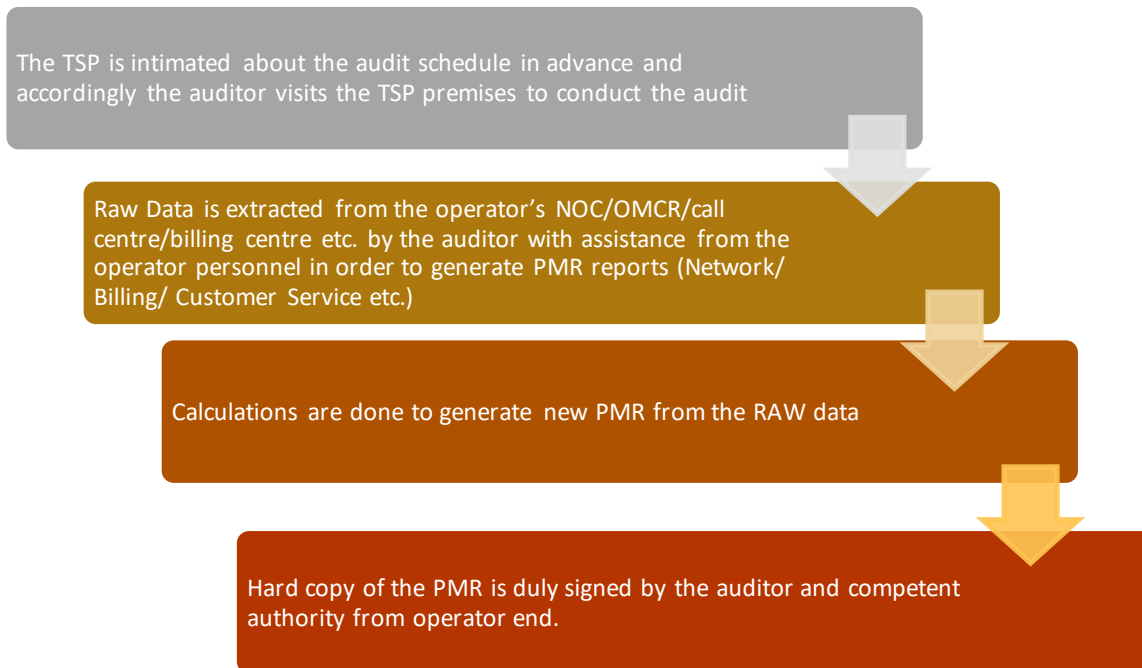 The TSP is intimated about the audit schedule in advance and
accordingly the auditor visits the TSP premises to conduct the audit
Raw Data is extracted from the operator’s NOC/OMCR/call
centre/billing centre etc. by the auditor with assistance from the
operator personnel in order to generate PMR reports (Network/
Billing/ Customer Service etc.)
Calculations are done to generate new PMR from the RAW data
Hard copy of the PMR is duly signed by the auditor and competent
authority from operator end.